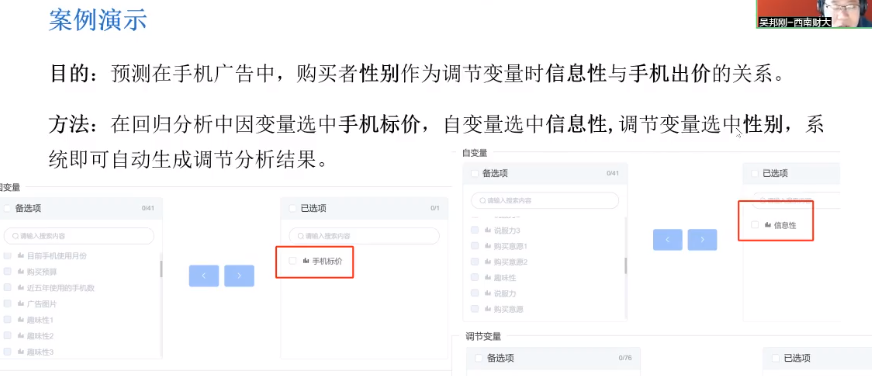 案例演示
吴邦刚-西南财大
目的：预测在手机广告中，购买者性别作为调节变量时信息性与手机出价的关系。
方法：在回归分析中因变量选中手机标价，自变量选中信息性,调节变量选中性别，系
统即可自动生成调节分析结果。
因变量
备选项 3/41
请输入搜索内容
目前手机使用月份
购买预算
近五年使用的手机数
广告图片
趣味性1
趣味性2
趣味性3
已选项 0/1
请输入搜索内容
手机标价
自变量
备选项 0/41
请输入搜索内容
说服力3
购买意愿1
购买意愿2
趣味性
说服力
购买意愿
已选项
请输入搜索内容
信息性
调节变量
备选项 0/76
已选项